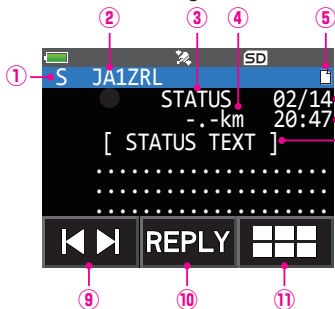 ② ③ ④ ⑤
SD
① S JA1ZRL
STATUS 02/14
-.-km 20:47
[ STATUS TEXT ]
REPLY
⑨ ⑩ ⑪